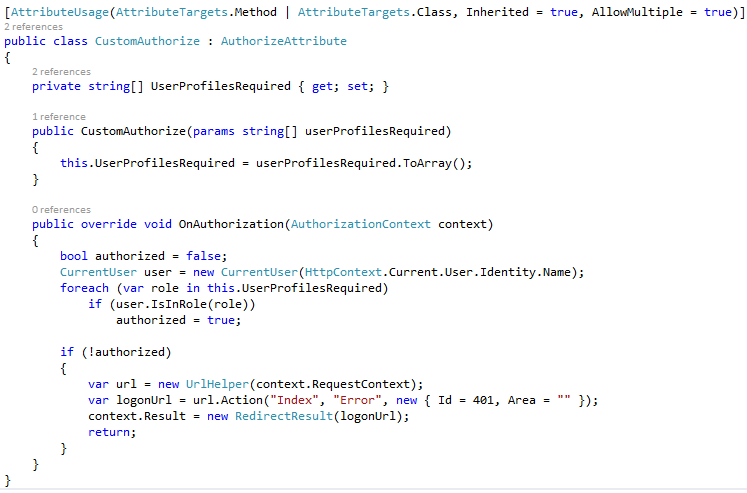 [AttributeUsage(AttributeTargets.Method | AttributeTargets.Class, Inherited = true, AllowMultiple = true)]
2 references
public class CustomAuthorize : AuthorizeAttribute
{
2 references
private string[] UserProfilesRequired { get; set; }
1 reference
public CustomAuthorize(params string[] userProfilesRequired)
{
this.UserProfilesRequired = userProfilesRequired.ToArray();
}
0 references
public override void OnAuthorization(AuthorizationContext context)
{
bool authorized = false;
CurrentUser user = new CurrentUser(HttpContext.Current.User.Identity.Name);
foreach (var role in this.UserProfilesRequired)
if (user.IsInRole(role))
authorized = true;
if (!authorized)
{
var url = new UrlHelper(context.RequestContext);
var logonUrl = url.Action("Index", "Error", new { Id = 401, Area = "" });
context.Result = new RedirectResult(logonUrl);
return;
}
}
}